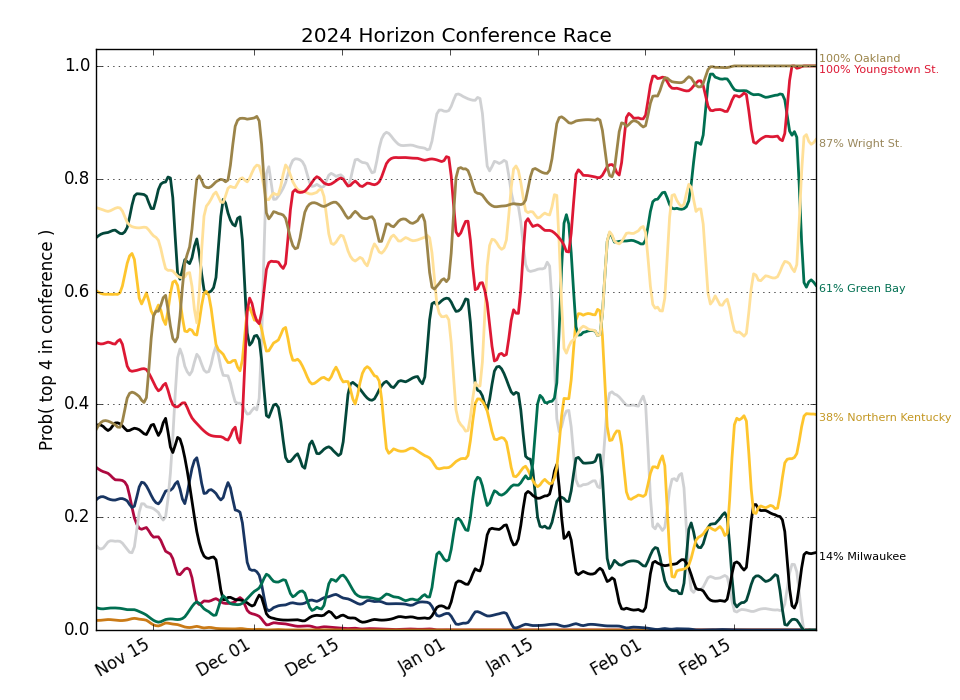 2024 Horizon Conference Race
Prob( top 4 in conference )
1.0
0.8
0.6
0.4
0.2
0.0
Nov 15
Dec 01
Dec 15
Jan 01
Jan 15
Feb 01
Feb 15
100% Oakland
100% Youngstown St.
87% Wright St.
61% Green Bay
38% Northern Kentucky
14% Milwaukee